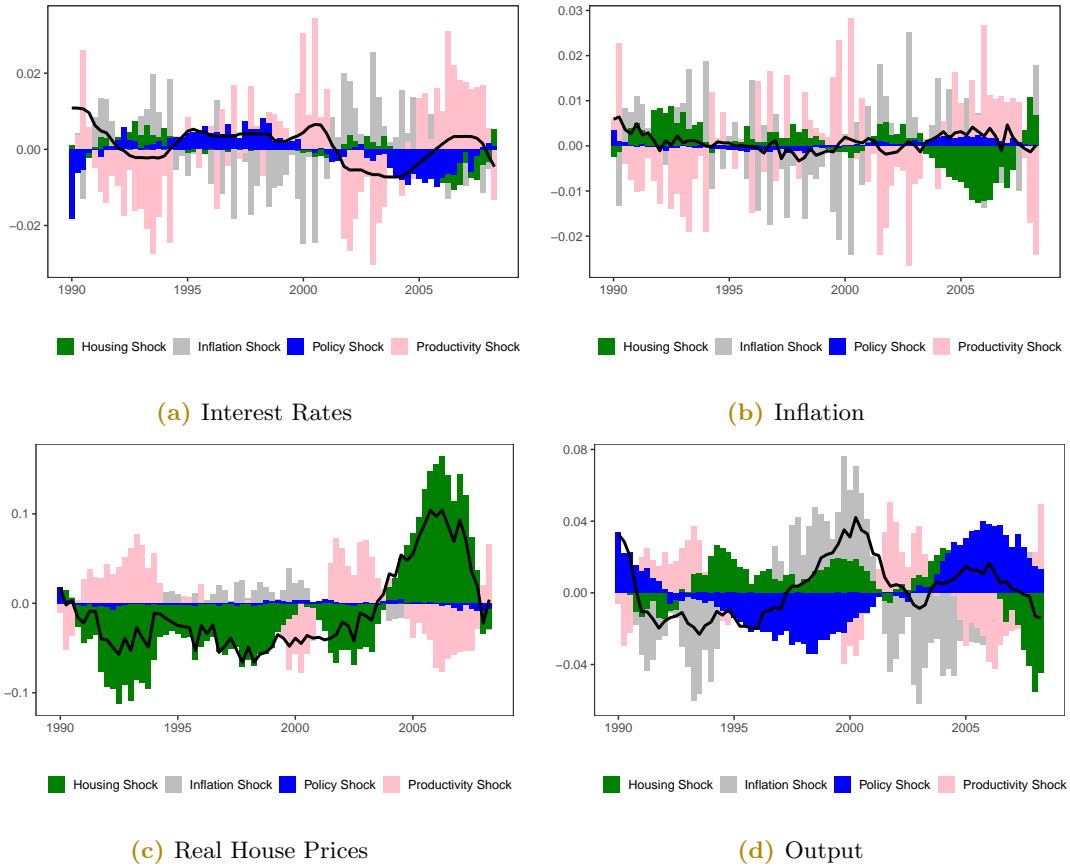 0.02
0.00
−0.02
1990 1995 2000 2005
Housing Shock Inflation Shock Policy Shock Productivity Shock
(a) Interest Rates
0.03
0.02
0.01
0.00
−0.01
−0.02
1990 1995 2000 2005
Housing Shock Inflation Shock Policy Shock Productivity Shock
(b) Inflation
0.1
0.0
−0.1
1990 1995 2000 2005
Housing Shock Inflation Shock Policy Shock Productivity Shock
(c) Real House Prices
0.08
0.04
0.00
−0.04
1990 1995 2000 2005
Housing Shock Inflation Shock Policy Shock Productivity Shock
(d) Output